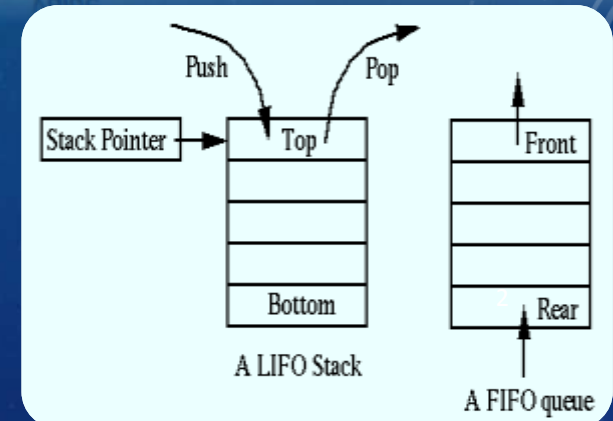 Push
Pop
Stack Pointer
Top
Front
Bottom
Rear
A LIFO Stack
A FIFO queue